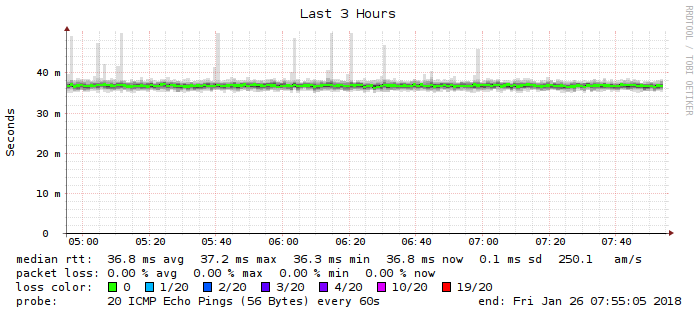 Last 3 Hours
RRDTOOL / TOBI OETIKER
Seconds
40 m
30 m
20 m
10 m
0
05:00 05:20 05:40 06:00 06:20 06:40 07:00 07:20 07:40
median rtt: 36.8 ms avg 37.2 ms max 36.3 ms min 36.8 ms now 0.1 ms sd 250.1 am/s
packet loss: 0.00 % avg 0.00 % max 0.00 % min 0.00 % now
loss color: 0 1/20 2/20 3/20 4/20 10/20 19/20
probe: 20 ICMP Echo Pings (56 Bytes) every 60s end: Fri Jan 26 07:55:05 2018